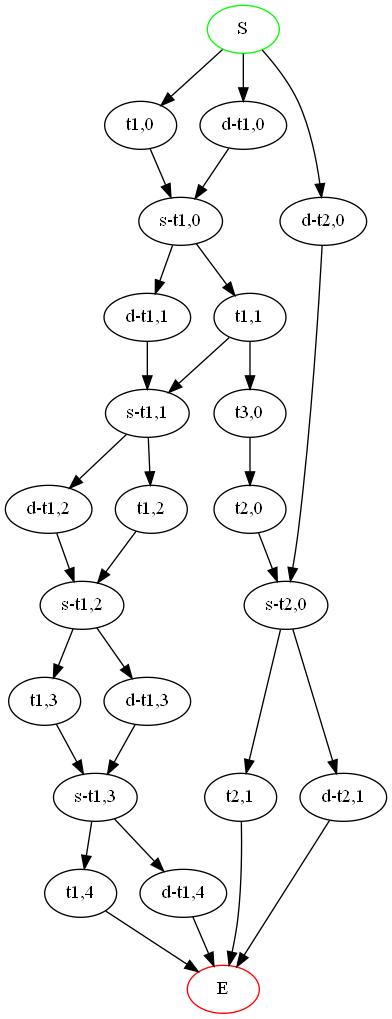 S
t1,0
d-t1,0
s-t1,0
d-t2,0
d-t1,1
t1,1
s-t1,1
t3,0
d-t1,2
t1,2
t2,0
s-t1,2
s-t2,0
t1,3
d-t1,3
s-t1,3
t2,1
d-t2,1
t1,4
d-t1,4
E